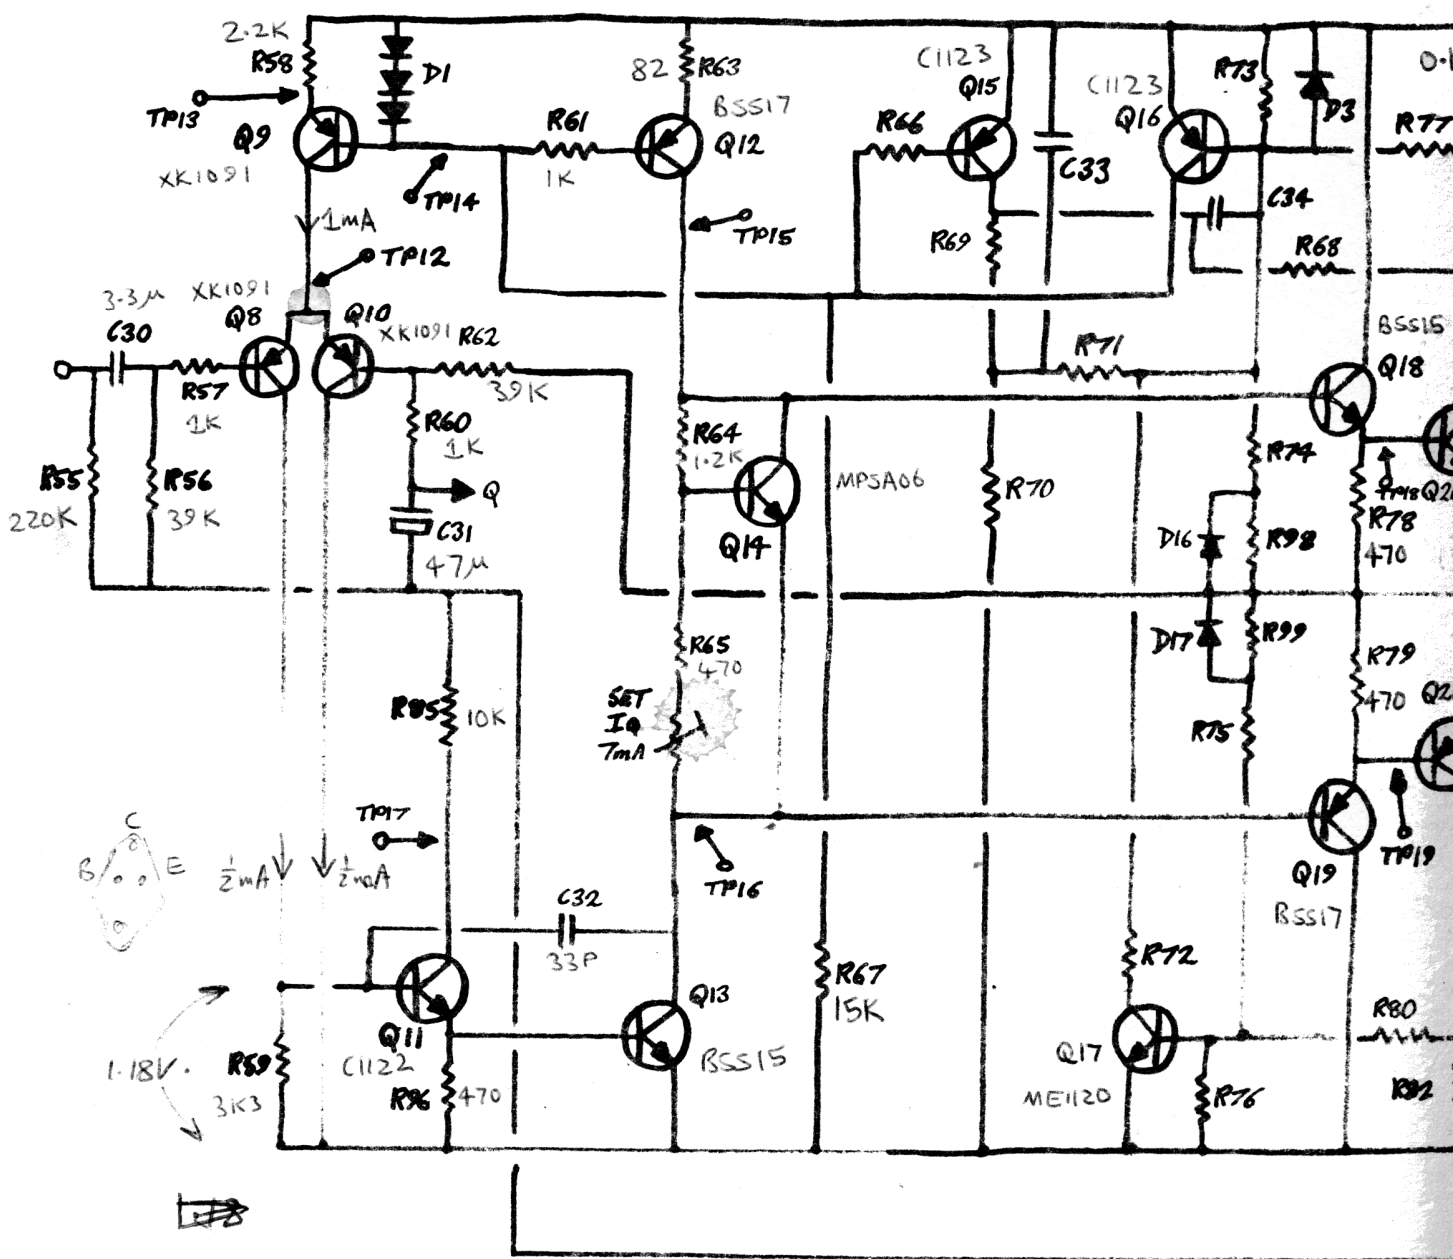 2.2K
R58
D1
TP13
Q9
XK1091
1mA
TP14
TP12
R61
1K
82
R63
BSS17
Q12
TP15
C1123
Q15
R66
C33
R69
C1123
Q16
R73
D3
R77
C34
R68
R71
3.3μ
C30
XK1091
Q8
Q10
XK1091
R62
39K
R57
1K
R60
1K
Q
C31
47μ
R55
220K
R56
39K
R64
1.2K
Q14
MPSA06
R70
BSS15
Q18
TP18
R78
470
R74
D16
R98
D17
R99
R75
R79
470
R65
470
SET
IQ
7mA
R85
10K
TP17
TP16
Q19
BSS17
TP19
C
B
E
½mA
½mA
C32
33P
Q11
C1122
R59
3K3
1.18V.
R96
470
Q13
BSS15
R67
15K
R72
Q17
ME1120
R76
R80
R82